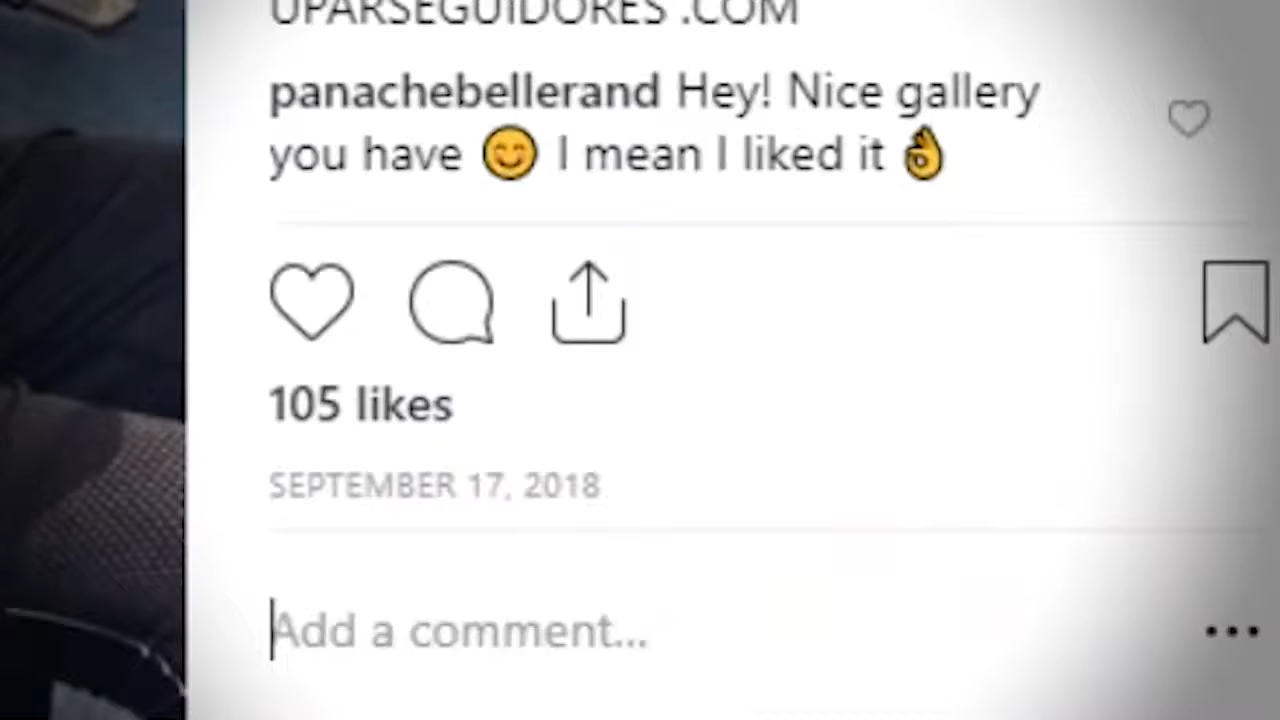 UPARSEGUIDORES .COM
panachebellerand Hey! Nice gallery
you have 😊 I mean I liked it 👌
105 likes
SEPTEMBER 17, 2018
Add a comment...